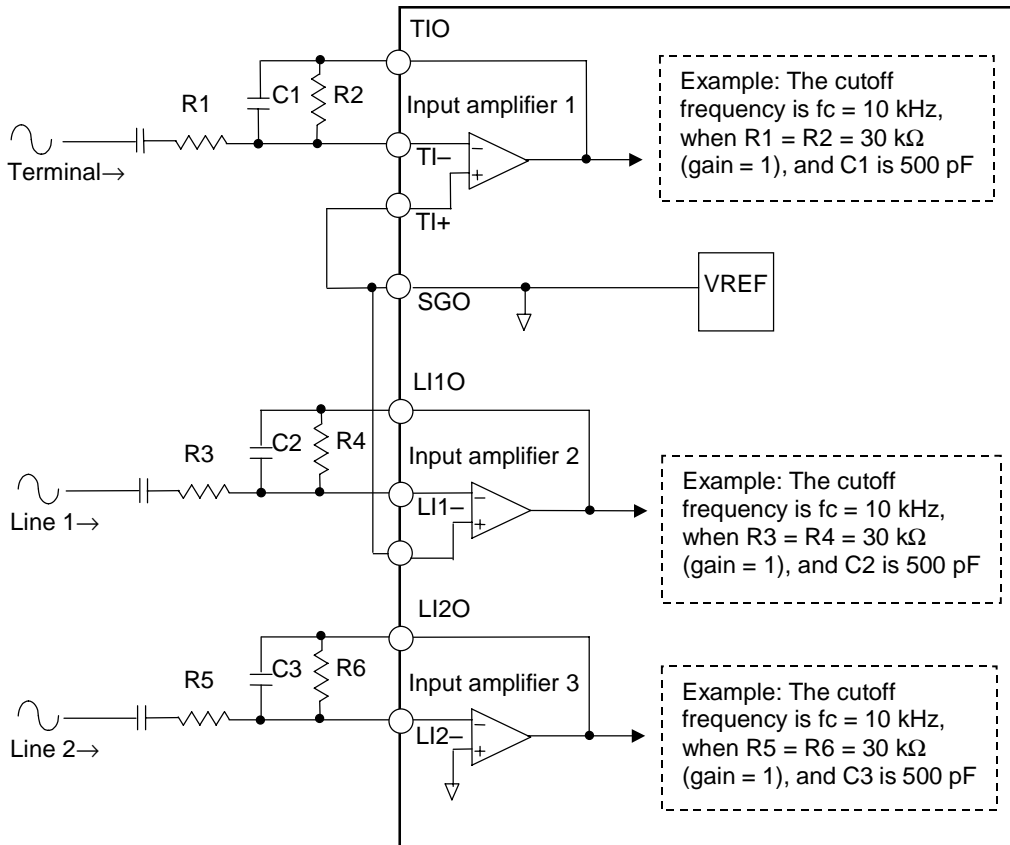 TIO
R1
C1
R2
Input amplifier 1
Terminal→
TI–
TI+
–
+
Example: The cutoff
frequency is fc = 10 kHz,
when R1 = R2 = 30 kΩ
(gain = 1), and C1 is 500 pF
SGO
VREF
LI1O
R3
C2
R4
Input amplifier 2
Line 1→
LI1–
–
+
Example: The cutoff
frequency is fc = 10 kHz,
when R3 = R4 = 30 kΩ
(gain = 1), and C2 is 500 pF
LI2O
R5
C3
R6
Input amplifier 3
Line 2→
LI2–
–
+
Example: The cutoff
frequency is fc = 10 kHz,
when R5 = R6 = 30 kΩ
(gain = 1), and C3 is 500 pF